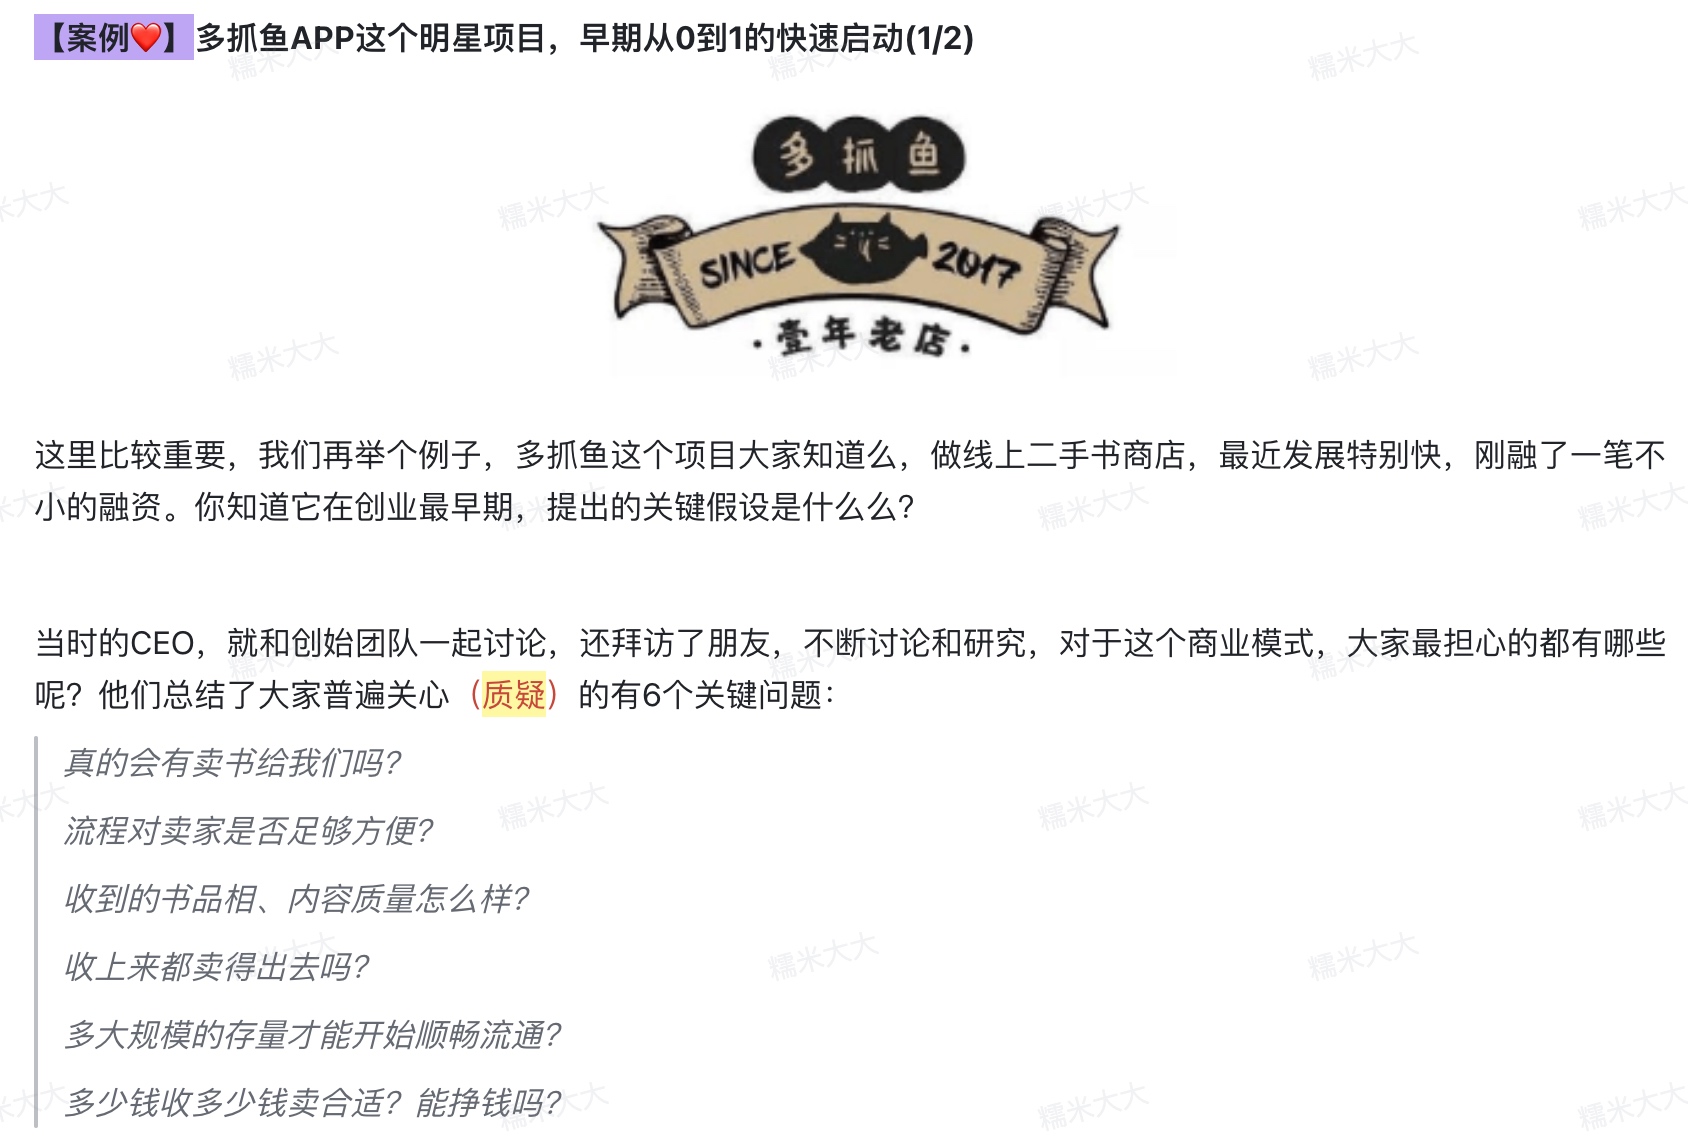 【案例❤️】多抓鱼APP这个明星项目，早期从0到1的快速启动(1/2)
多抓鱼
SINCE 2017
·壹年老店·
这里比较重要，我们再举个例子，多抓鱼这个项目大家知道么，做线上二手书商店，最近发展特别快，刚融了一笔不
小的融资。你知道它在创业最早期，提出的关键假设是什么么？
当时的CEO，就和创始团队一起讨论，还拜访了朋友，不断讨论和研究，对于这个商业模式，大家最担心的都有哪些
呢？他们总结了大家普遍关心（质疑）的有6个关键问题：
真的会有卖书给我们吗？
流程对卖家是否足够方便？
收到的书品相、内容质量怎么样？
收上来都卖得出去吗？
多大规模的存量才能开始顺畅流通？
多少钱收多少钱卖合适？能挣钱吗？
糯米大大